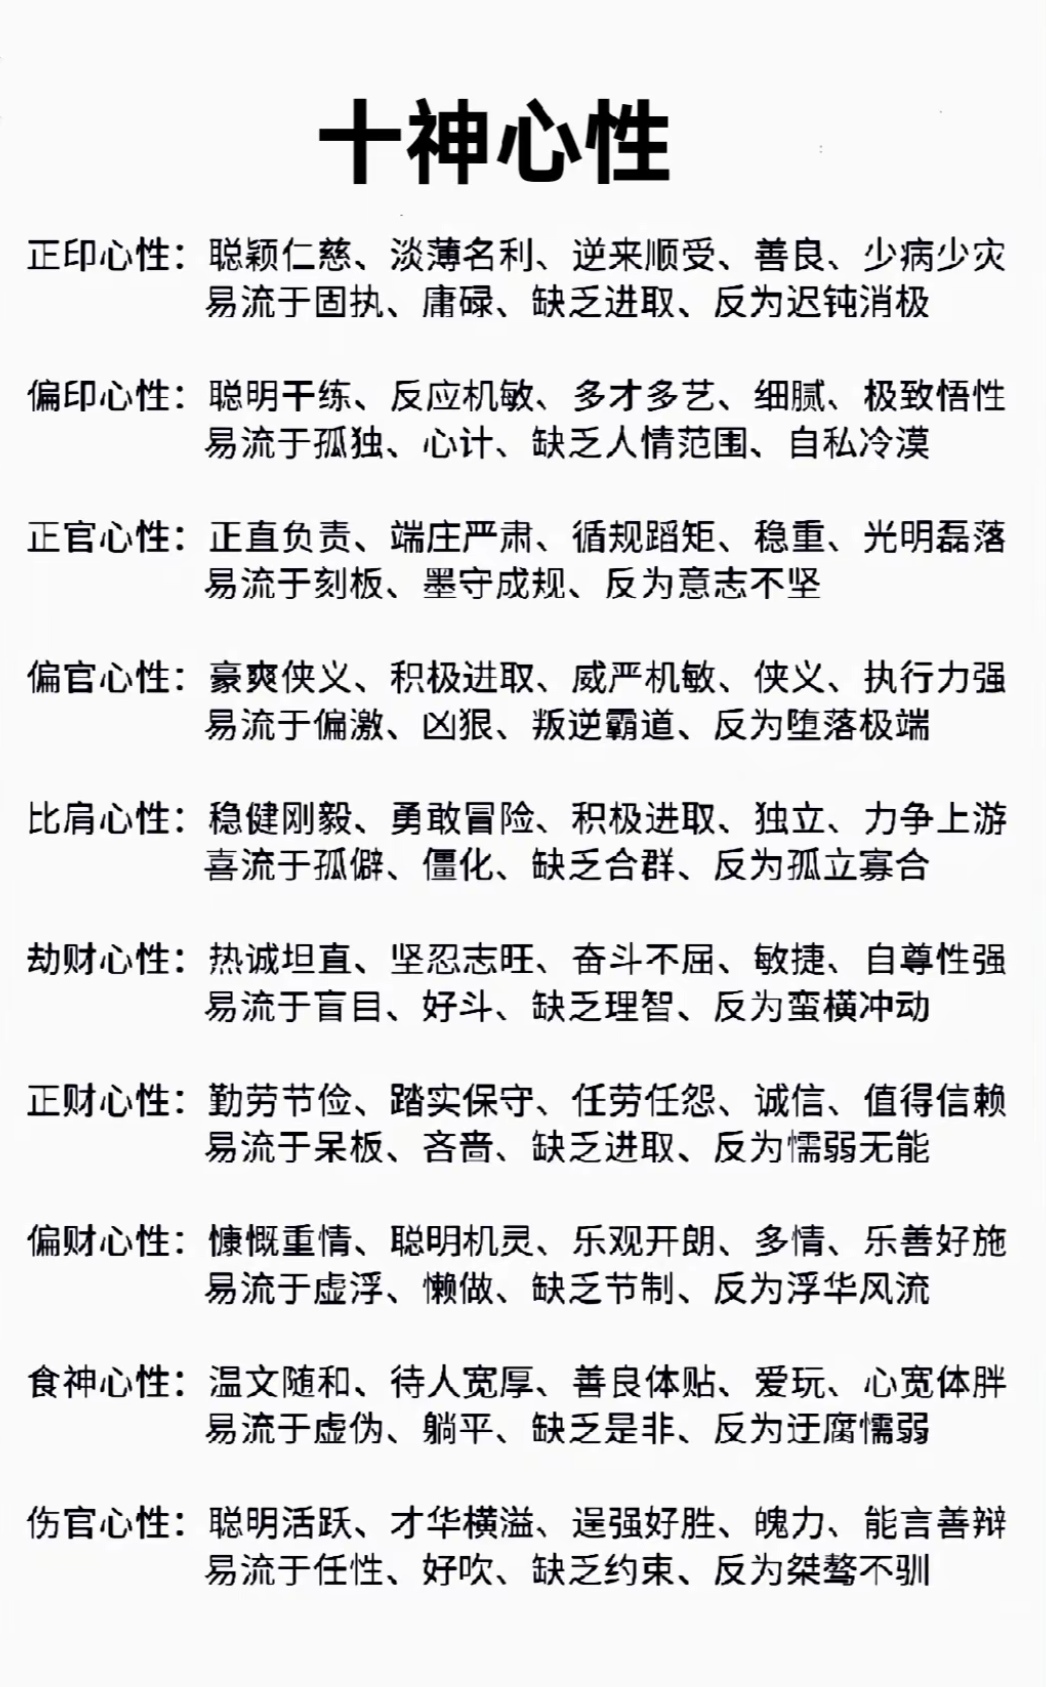 十神心性
正印心性：聪颖仁慈、淡薄名利、逆来顺受、善良、少病少灾
易流于固执、庸碌、缺乏进取、反为迟钝消极
偏印心性：聪明干练、反应机敏、多才多艺、细腻、极致悟性
易流于孤独、心计、缺乏人情范围、自私冷漠
正官心性：正直负责、端庄严肃、循规蹈矩、稳重、光明磊落
易流于刻板、墨守成规、反为意志不坚
偏官心性：豪爽侠义、积极进取、威严机敏、侠义、执行力强
易流于偏激、凶狠、叛逆霸道、反为堕落极端
比肩心性：稳健刚毅、勇敢冒险、积极进取、独立、力争上游
喜流于孤僻、僵化、缺乏合群、反为孤立寡合
劫财心性：热诚坦直、坚忍志旺、奋斗不屈、敏捷、自尊性强
易流于盲目、好斗、缺乏理智、反为蛮横冲动
正财心性：勤劳节俭、踏实保守、任劳任怨、诚信、值得信赖
易流于呆板、吝啬、缺乏进取、反为懦弱无能
偏财心性：慷慨重情、聪明机灵、乐观开朗、多情、乐善好施
易流于虚浮、懒做、缺乏节制、反为浮华风流
食神心性：温文随和、待人宽厚、善良体贴、爱玩、心宽体胖
易流于虚伪、躺平、缺乏是非、反为迂腐懦弱
伤官心性：聪明活跃、才华横溢、逞强好胜、魄力、能言善辩
易流于任性、好吹、缺乏约束、反为桀骜不驯